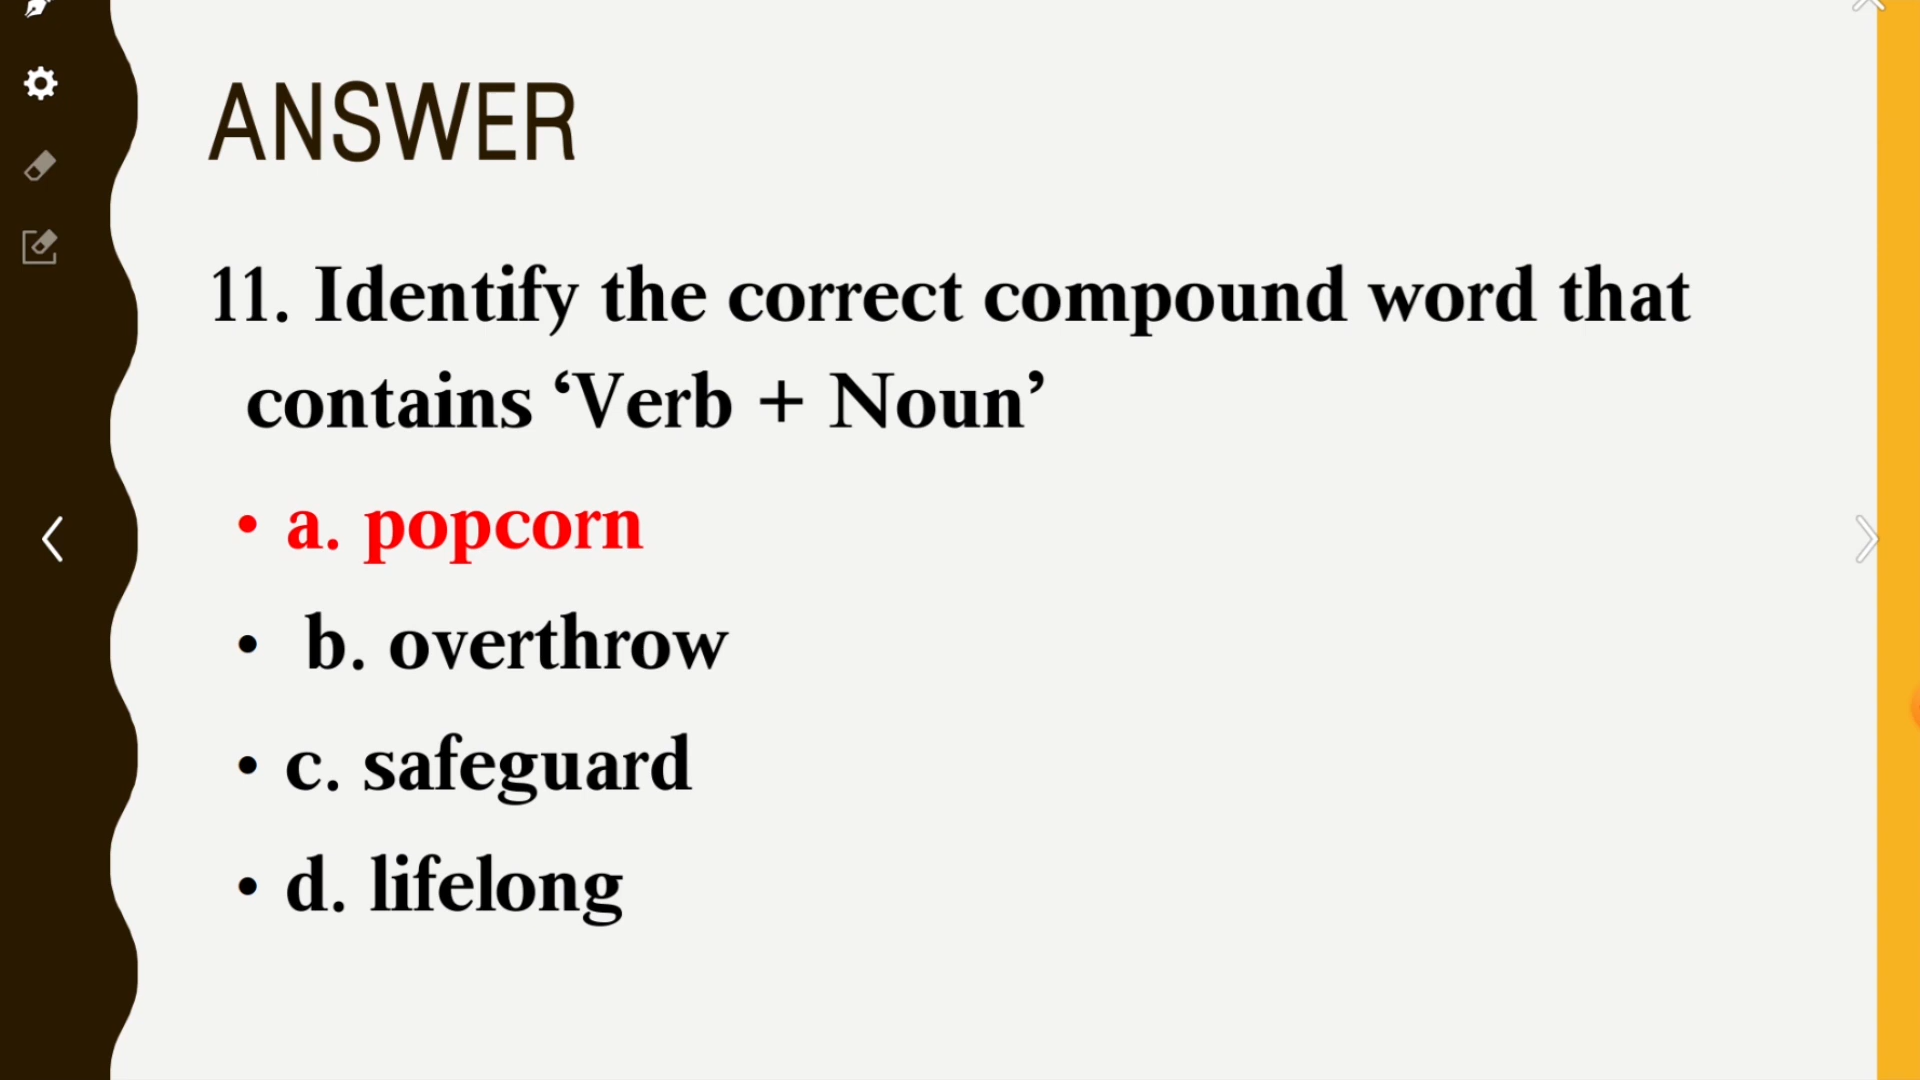 ANSWER
11. Identify the correct compound word that
contains ‘Verb + Noun’
• a. popcorn
• b. overthrow
• c. safeguard
• d. lifelong